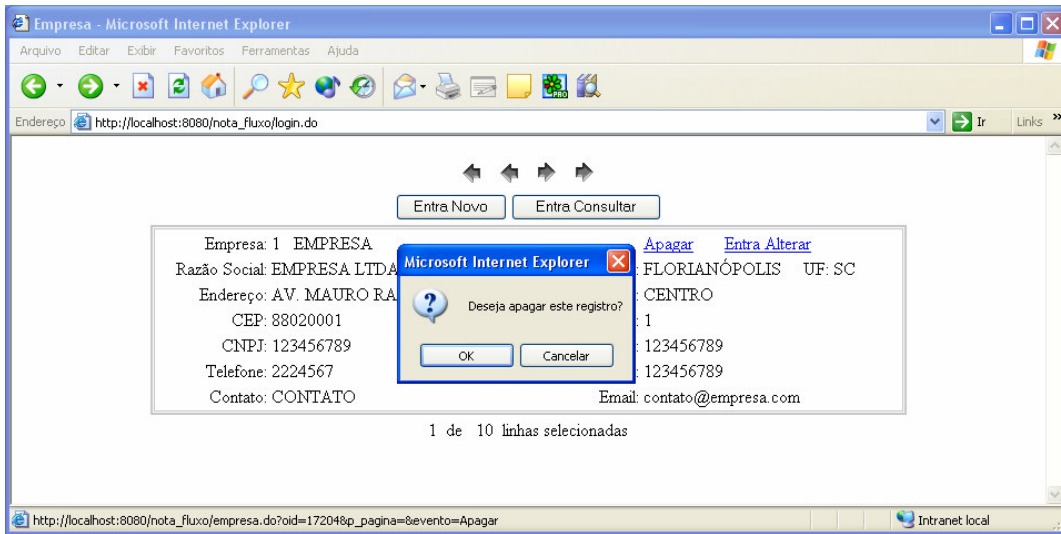 Empresa - Microsoft Internet Explorer
Arquivo Editar Exibir Favoritos Ferramentas Ajuda
PRO
Endereço http://localhost:8080/nota_fluxo/login.do Ir Links »
Entra Novo Entra Consultar
Empresa: 1 EMPRESA Apagar Entra Alterar
Razão Social: EMPRESA LTDA : FLORIANÓPOLIS UF: SC
Endereço: AV. MAURO RA : CENTRO
CEP: 88020001 : 1
CNPJ: 123456789 : 123456789
Telefone: 2224567 : 123456789
Contato: CONTATO Email: contato@empresa.com
Microsoft Internet Explorer
Deseja apagar este registro?
OK Cancelar
1 de 10 linhas selecionadas
http://localhost:8080/nota_fluxo/empresa.do?oid=17204&p_pagina=&evento=Apagar Intranet local